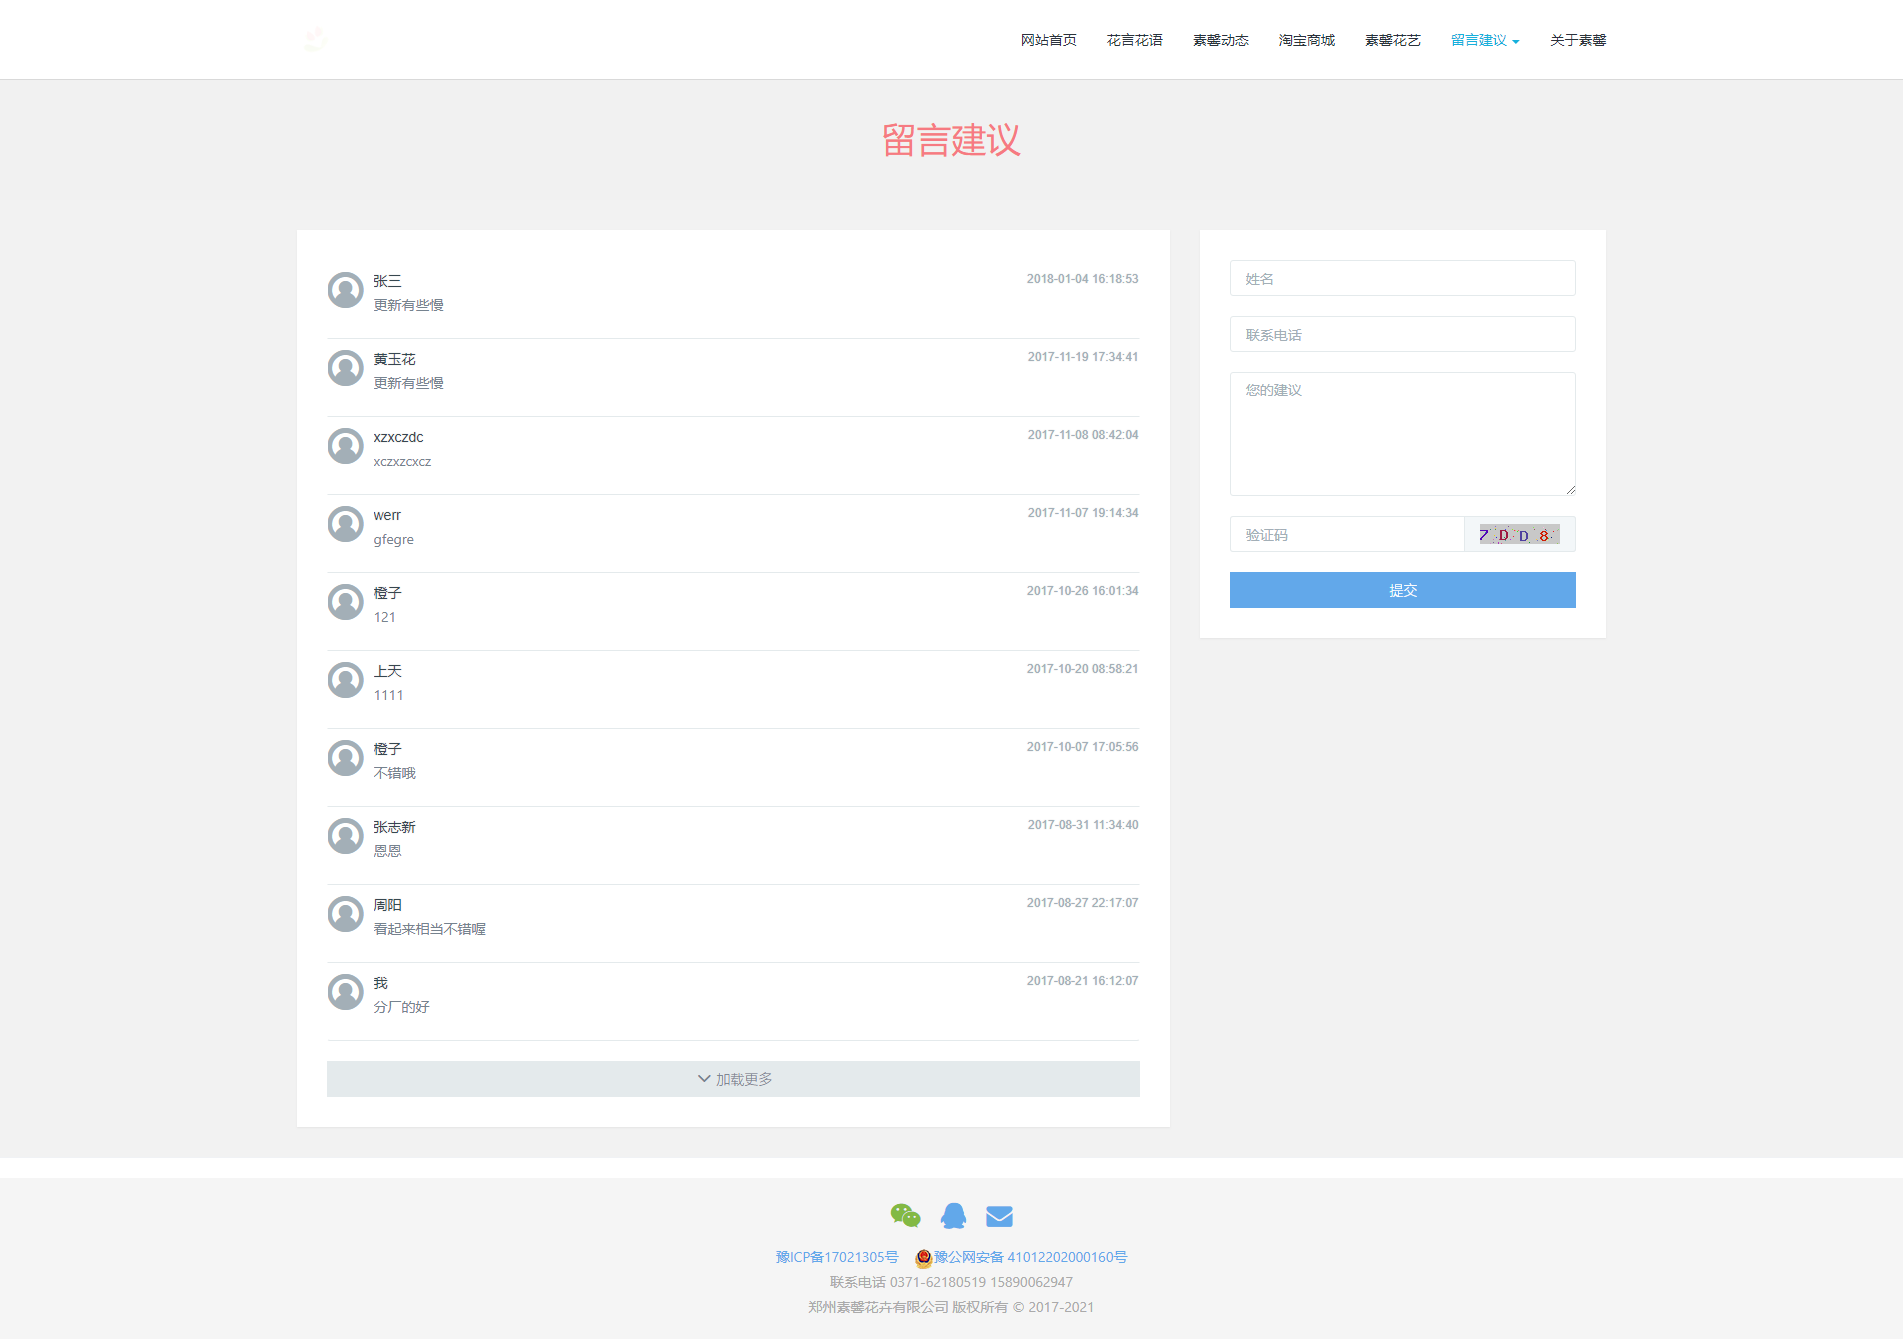 网站首页 花言花语 素馨动态 淘宝商城 素馨花艺 留言建议 关于素馨
留言建议
张三 2018-01-04 16:18:53
更新有些慢
黄玉花 2017-11-19 17:34:41
更新有些慢
xzxczdc 2017-11-08 08:42:04
xczxzcxcz
werr 2017-11-07 19:14:34
gfegre
橙子 2017-10-26 16:01:34
121
上天 2017-10-20 08:58:21
1111
橙子 2017-10-07 17:05:56
不错哦
张志新 2017-08-31 11:34:40
恩恩
周阳 2017-08-27 22:17:07
看起来相当不错喔
我 2017-08-21 16:12:07
分厂的好
加载更多
姓名
联系电话
您的建议
验证码 7DD8
提交
豫ICP备17021305号 豫公网安备 41012202000160号
联系电话 0371-62180519 15890062947
郑州素馨花卉有限公司 版权所有 © 2017-2021